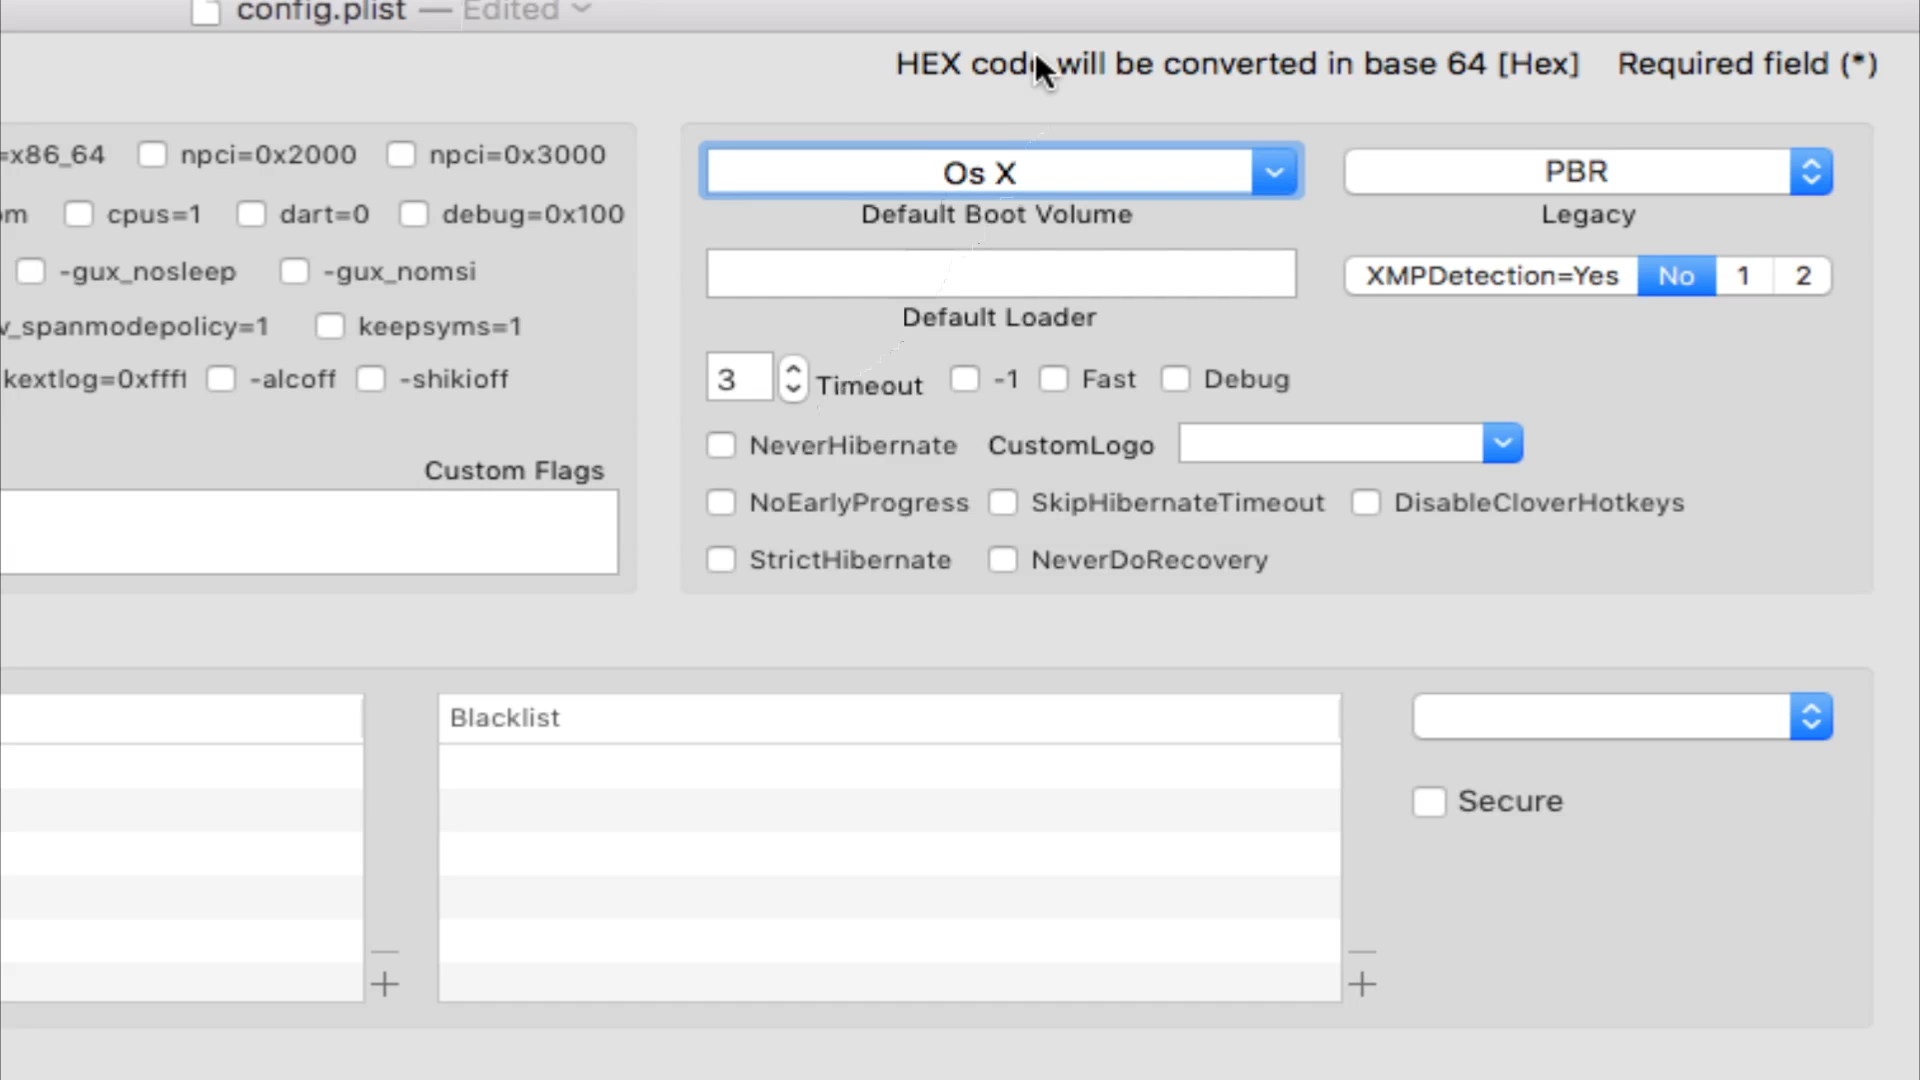 config.plist — Edited
HEX code will be converted in base 64 [Hex] Required field (*)
=x86_64 npci=0x2000 npci=0x3000
Os X PBR
Default Boot Volume Legacy
cpus=1 dart=0 debug=0x100
-gux_nosleep -gux_nomsi
XMPDetection=Yes No 1 2
Default Loader
v_spanmodepolicy=1 keepsyms=1
kextlog=0xffff -alcoff -shikioff
3 Timeout -1 Fast Debug
NeverHibernate CustomLogo
Custom Flags
NoEarlyProgress SkipHibernateTimeout DisableCloverHotkeys
StrictHibernate NeverDoRecovery
Blacklist
Secure